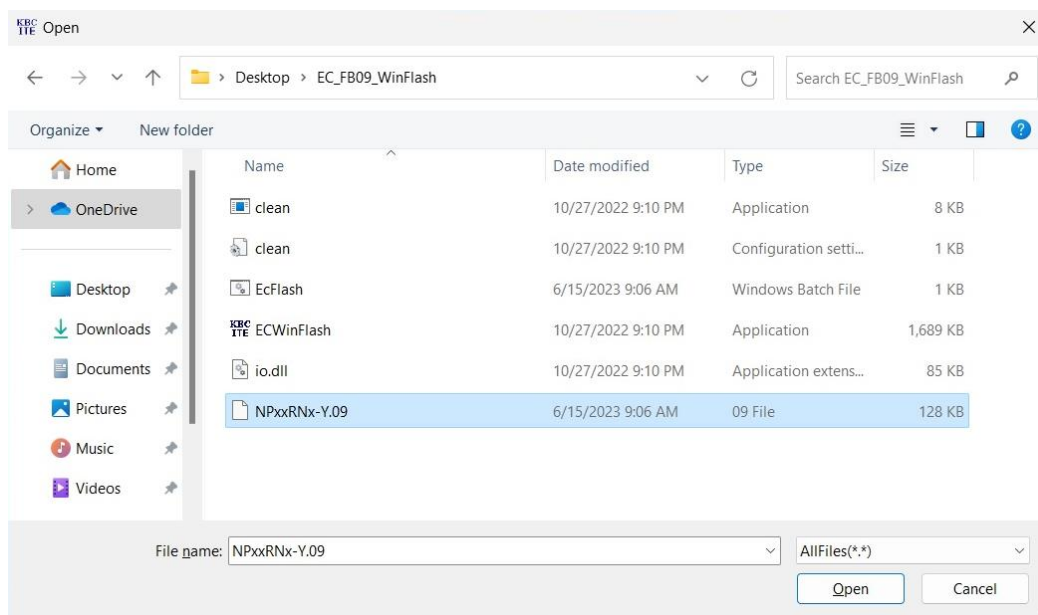 KBC ITE Open
Desktop > EC_FB09_WinFlash
Search EC_FB09_WinFlash
Organize New folder
Name Date modified Type Size
Home
OneDrive
Desktop
Downloads
Documents
Pictures
Music
Videos
clean 10/27/2022 9:10 PM Application 8 KB
clean 10/27/2022 9:10 PM Configuration setti... 1 KB
EcFlash 6/15/2023 9:06 AM Windows Batch File 1 KB
KBC ITE ECWinFlash 10/27/2022 9:10 PM Application 1,689 KB
io.dll 10/27/2022 9:10 PM Application extens... 85 KB
NPxxRNx-Y.09 6/15/2023 9:06 AM 09 File 128 KB
File name: NPxxRNx-Y.09 AllFiles(*.*)
Open Cancel